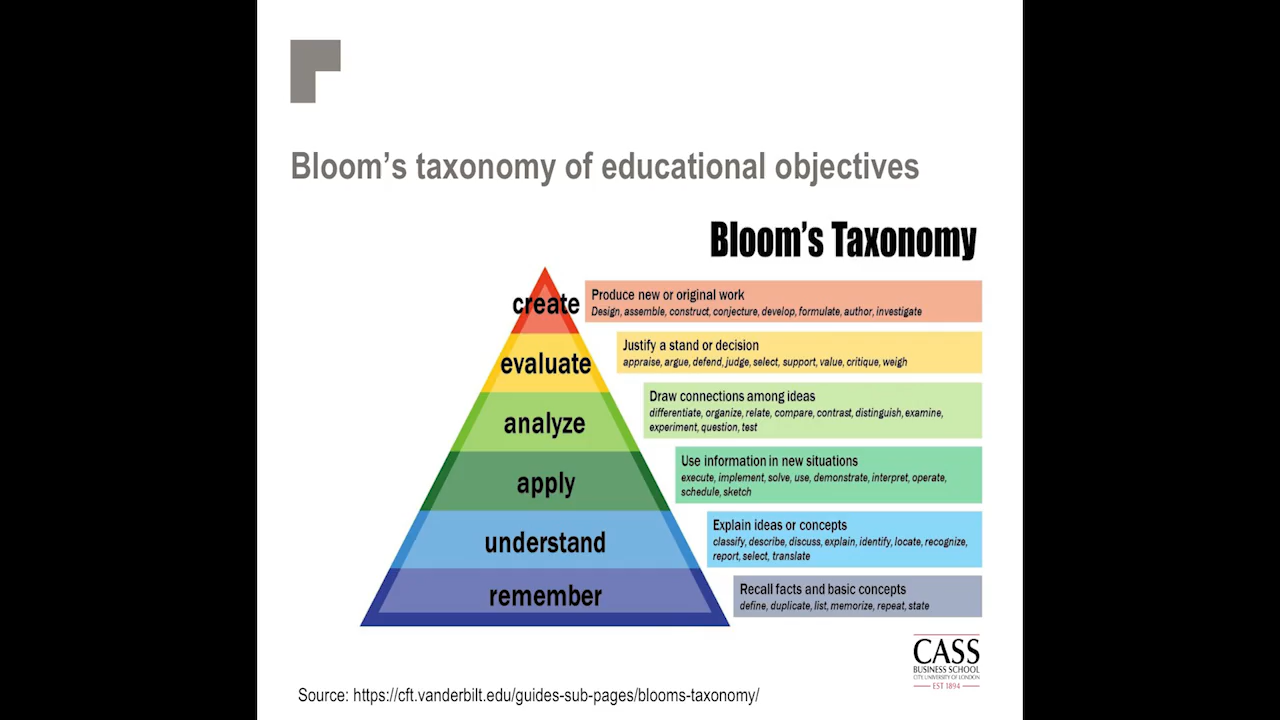 Bloom’s taxonomy of educational objectives
Bloom’s Taxonomy
create
Produce new or original work
Design, assemble, construct, conjecture, develop, formulate, author, investigate
evaluate
Justify a stand or decision
appraise, argue, defend, judge, select, support, value, critique, weigh
analyze
Draw connections among ideas
differentiate, organize, relate, compare, contrast, distinguish, examine,
experiment, question, test
apply
Use information in new situations
execute, implement, solve, use, demonstrate, interpret, operate,
schedule, sketch
understand
Explain ideas or concepts
classify, describe, discuss, explain, identify, locate, recognize,
report, select, translate
remember
Recall facts and basic concepts
define, duplicate, list, memorize, repeat, state
CASS
BUSINESS SCHOOL
CITY, UNIVERSITY OF LONDON
EST 1894
Source: https://cft.vanderbilt.edu/guides-sub-pages/blooms-taxonomy/